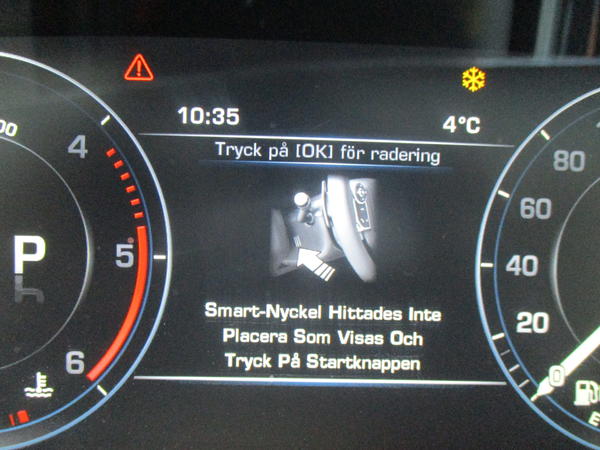 10:35
4°C
Tryck på [OK] för radering
00
4
5
6
P
80
60
40
20
0
E
Smart-Nyckel Hittades Inte
Placera Som Visas Och
Tryck På Startknappen